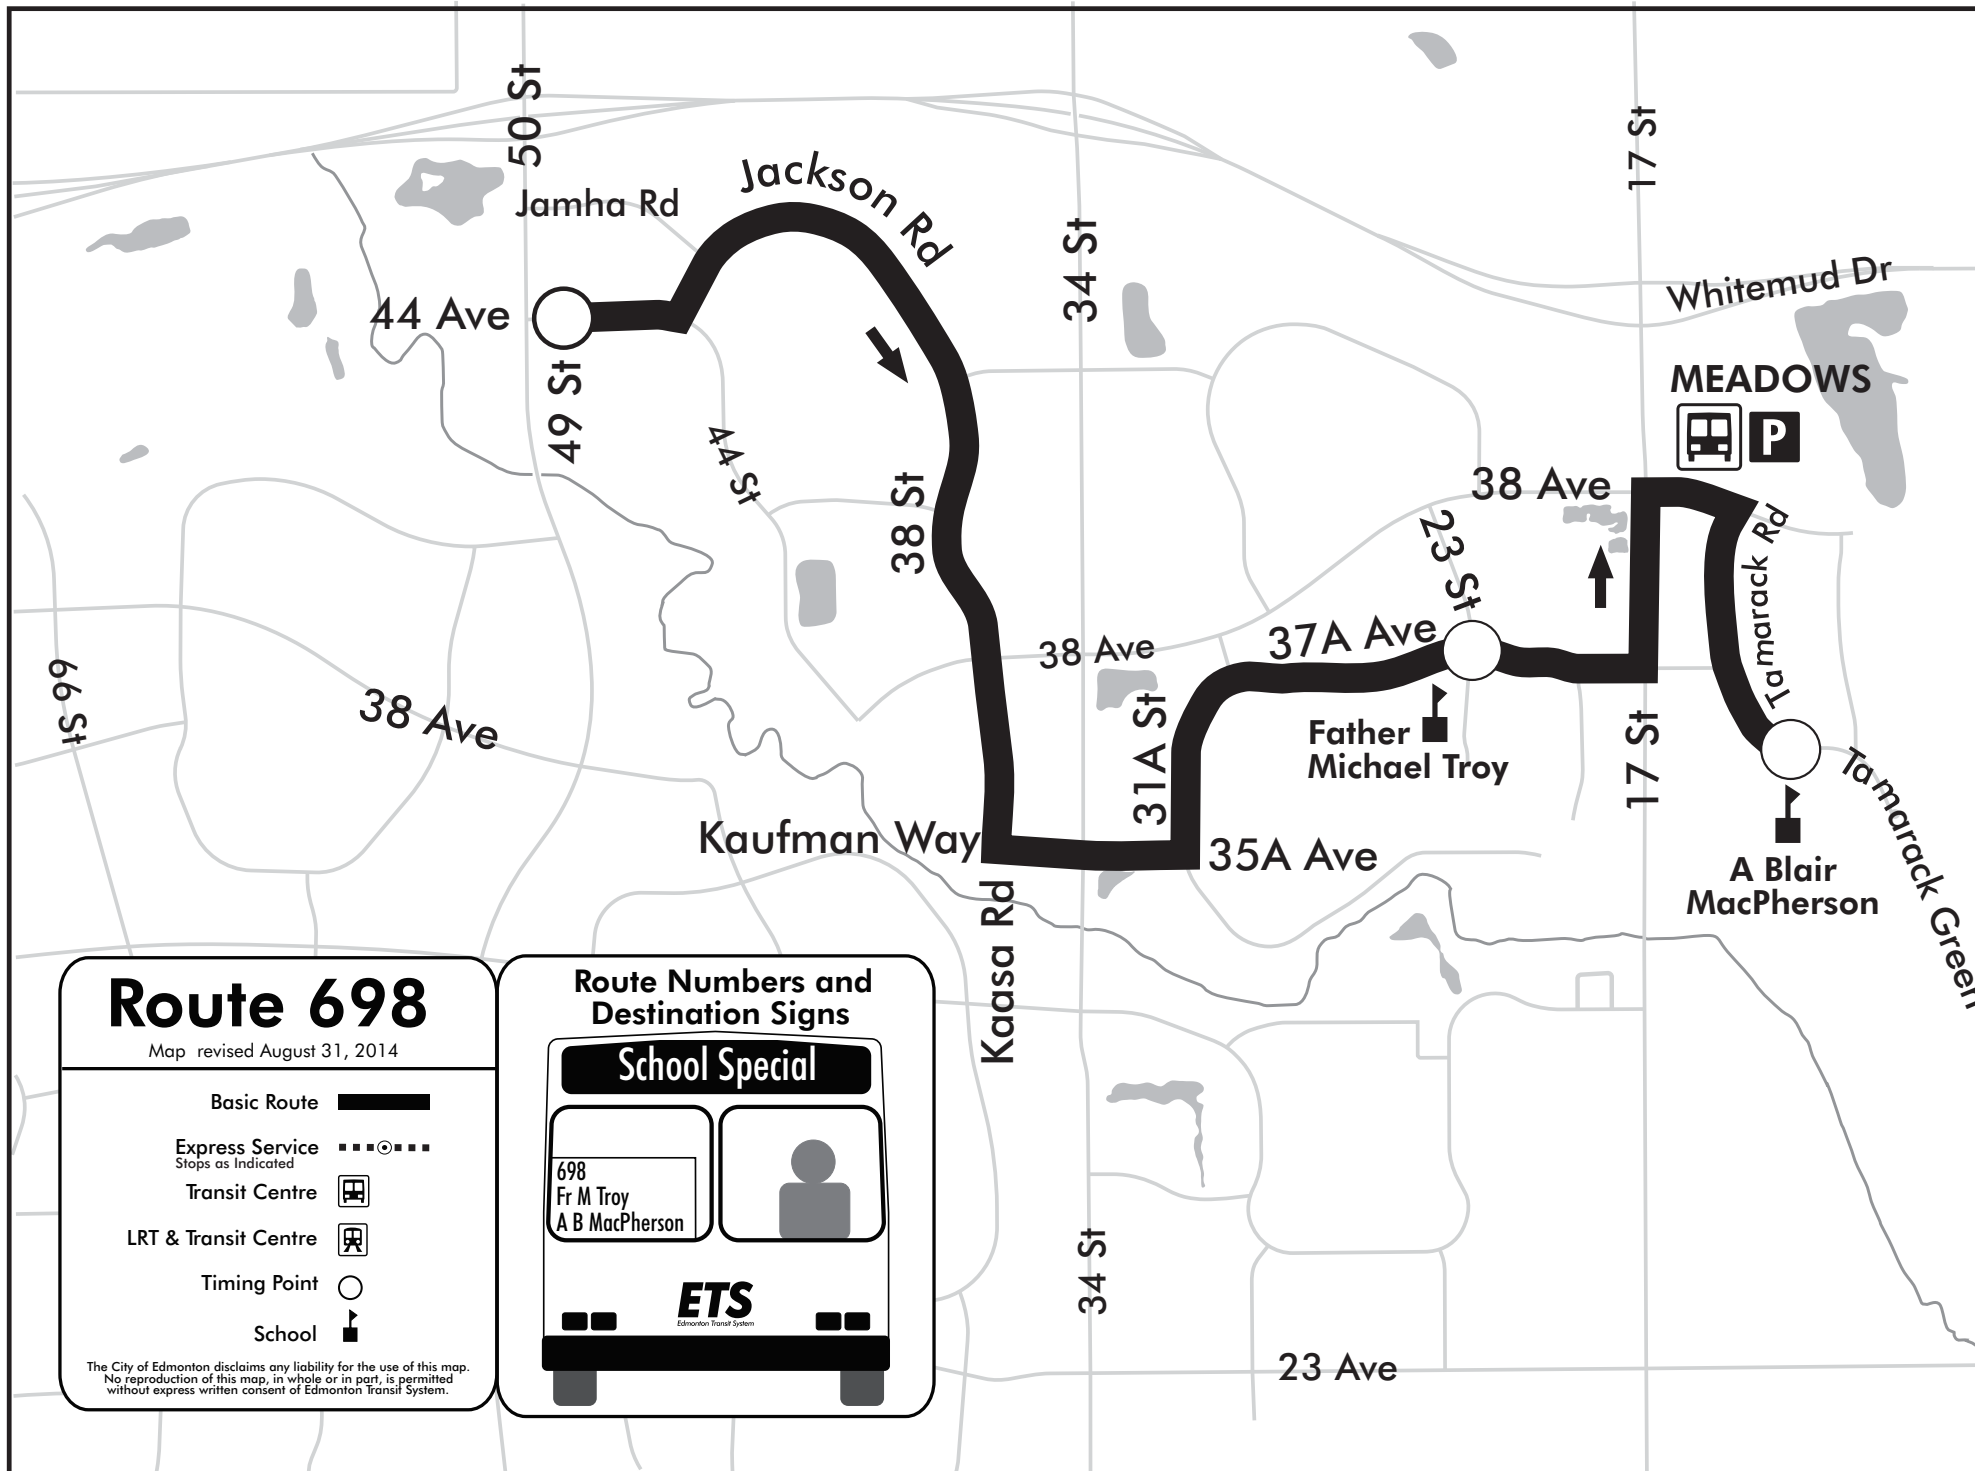 50 St
17 St
Jamha Rd
Jackson Rd
34 St
Whitemud Dr
44 Ave
49 St
MEADOWS
P
44 St
38 St
38 Ave
23 St
Tamarack Rd
66 St
38 Ave
38 Ave
37A Ave
31A St
Father
Michael Troy
17 St
Tamarack Green
Kaufman Way
35A Ave
A Blair
MacPherson
Kaasa Rd
34 St
23 Ave
Route 698
Map revised August 31, 2014
Basic Route
Express Service
Stops as Indicated
Transit Centre
LRT & Transit Centre
Timing Point
School
The City of Edmonton disclaims any liability for the use of this map.
No reproduction of this map, in whole or in part, is permitted
without express written consent of Edmonton Transit System.
Route Numbers and
Destination Signs
School Special
698
Fr M Troy
A B MacPherson
ETS
Edmonton Transit System